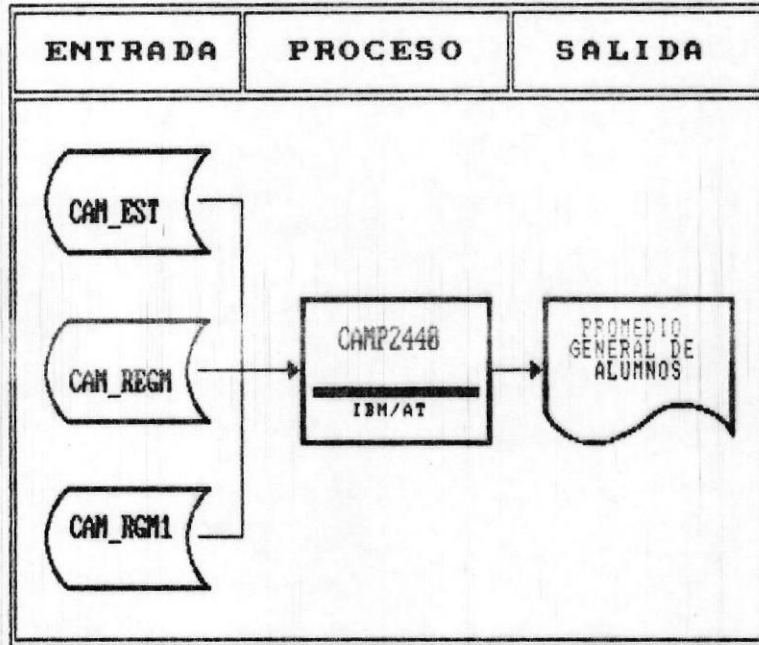 ENTRADA
PROCESO
SALIDA
CAM_EST
CAM_REGM
CAM_RGM1
CAMP2440
IBM/AT
PROMEDIO
GENERAL DE
ALUMNOS